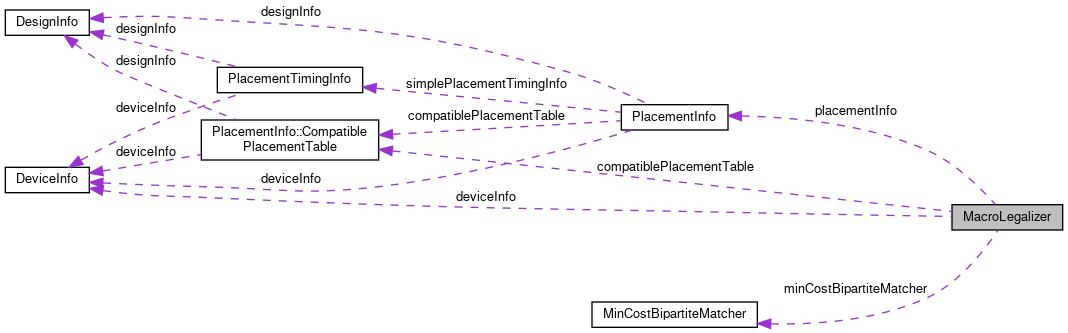 designInfo
DesignInfo
designInfo
designInfo
PlacementTimingInfo
simplePlacementTimingInfo
deviceInfo
compatiblePlacementTable
PlacementInfo
placementInfo
PlacementInfo::Compatible
PlacementTable
deviceInfo
compatiblePlacementTable
DeviceInfo
deviceInfo
deviceInfo
MacroLegalizer
minCostBipartiteMatcher
MinCostBipartiteMatcher